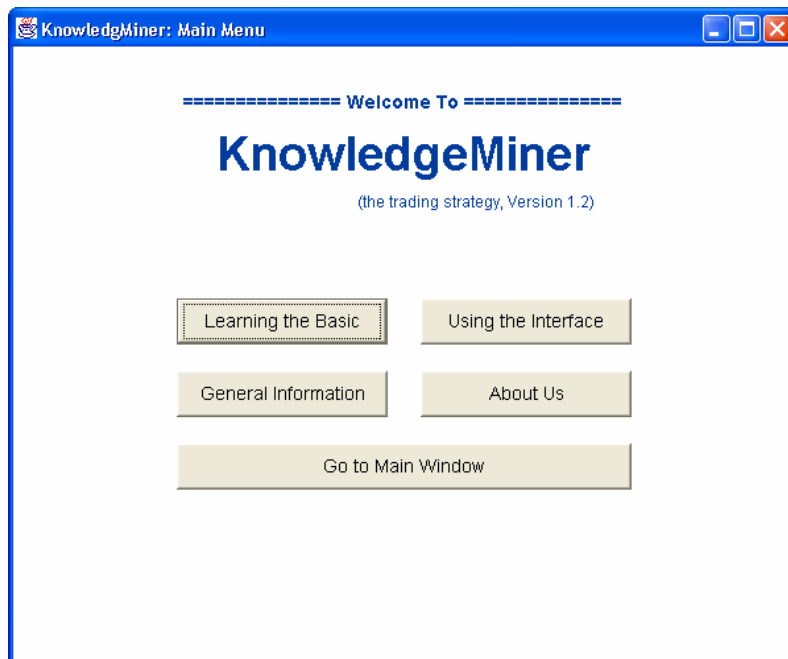 KnowledgMiner: Main Menu
=============== Welcome To ===============
KnowledgeMiner
(the trading strategy, Version 1.2)
Learning the Basic Using the Interface
General Information About Us
Go to Main Window